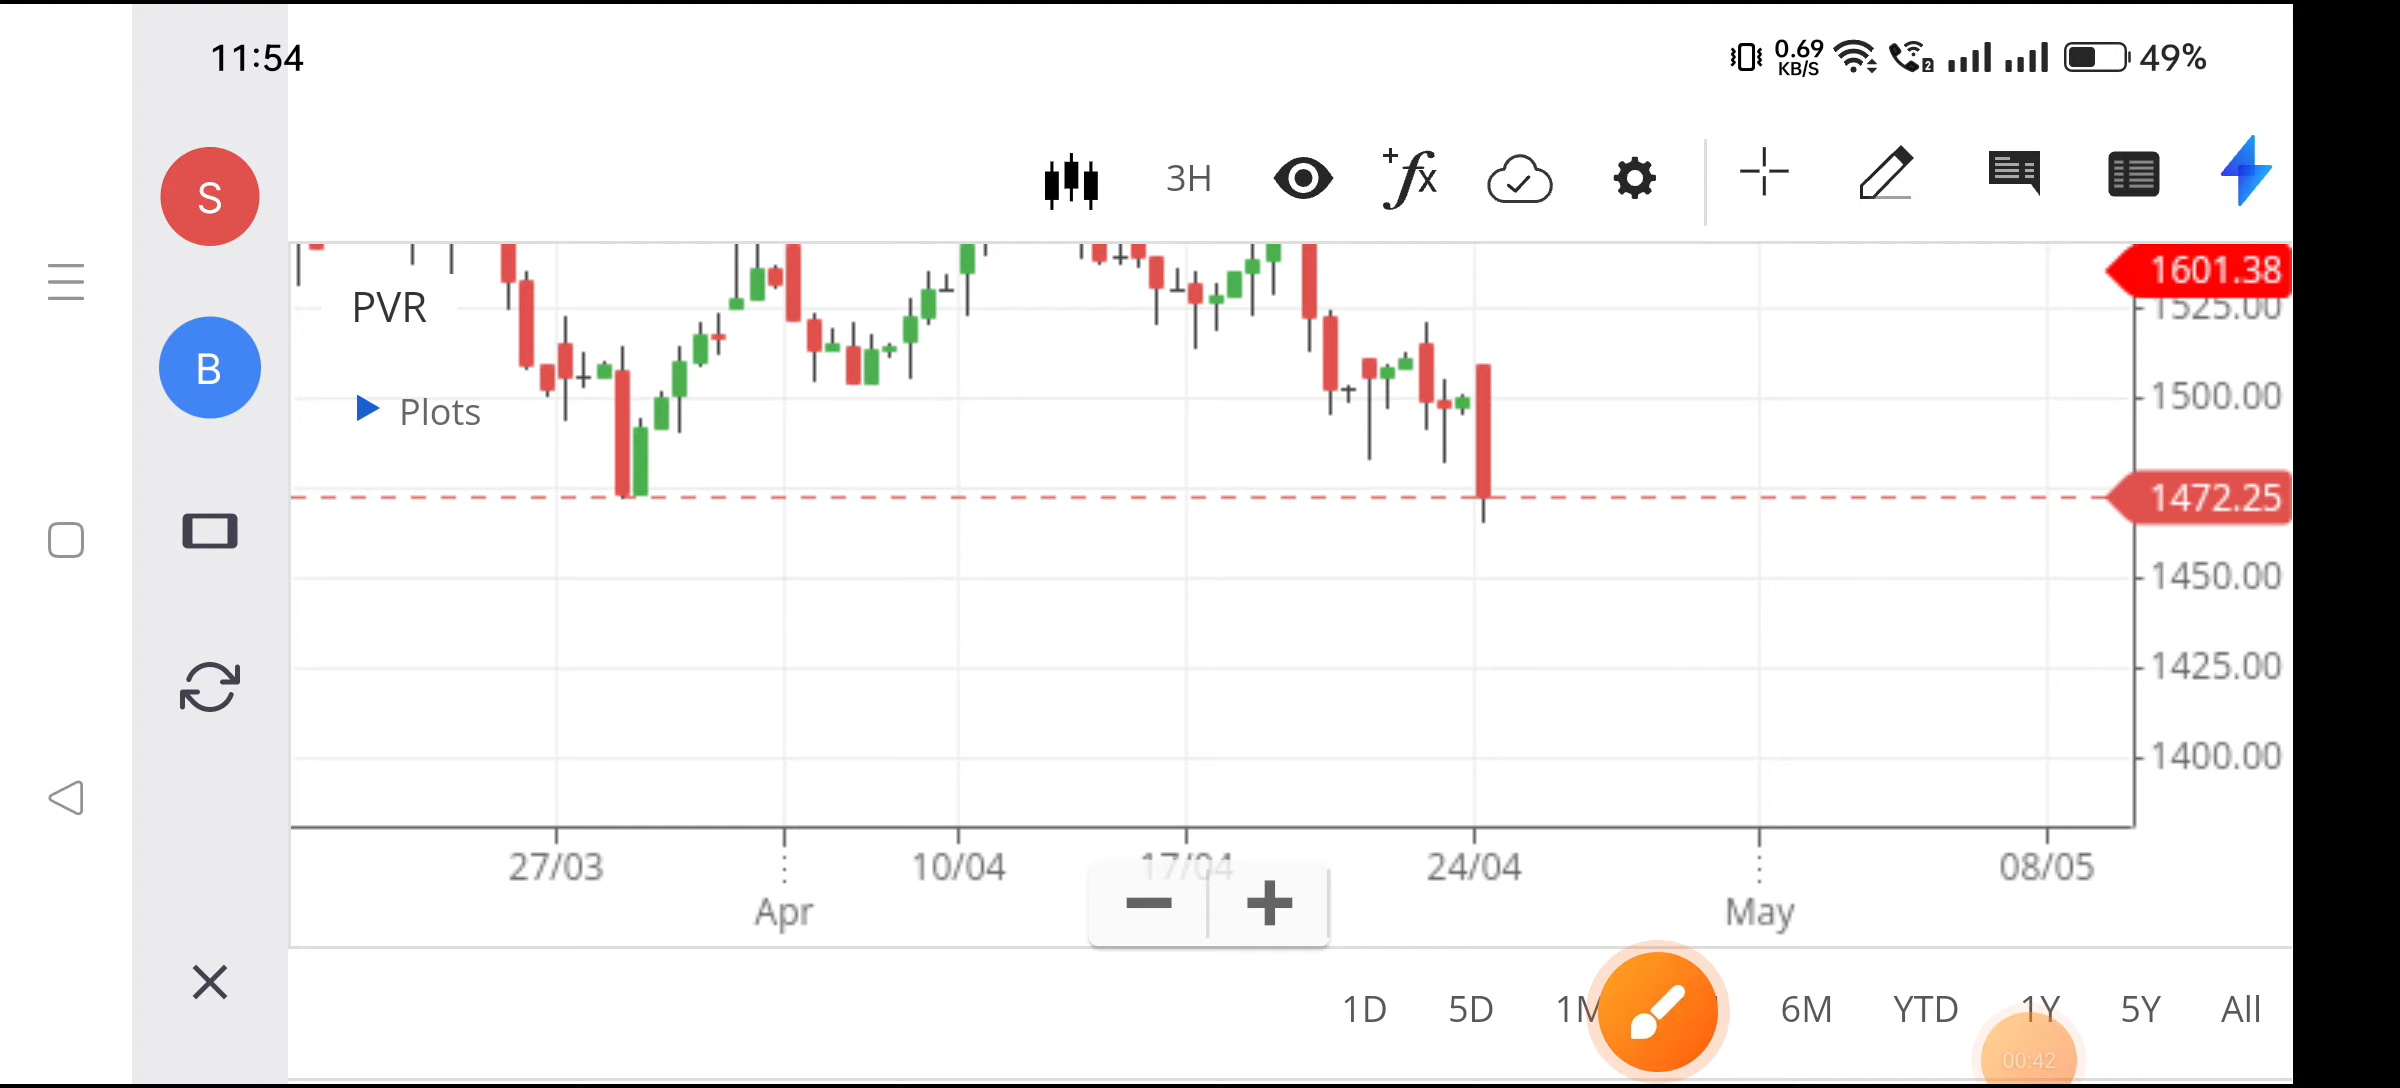 11:54
0.69
KB/S
2
49%
S
B
3H
PVR
Plots
1601.38
1525.00
1500.00
1472.25
1450.00
1425.00
1400.00
27/03
10/04
17/04
24/04
08/05
Apr
May
1D 5D 1M 6M YTD 1Y 5Y All
00:42